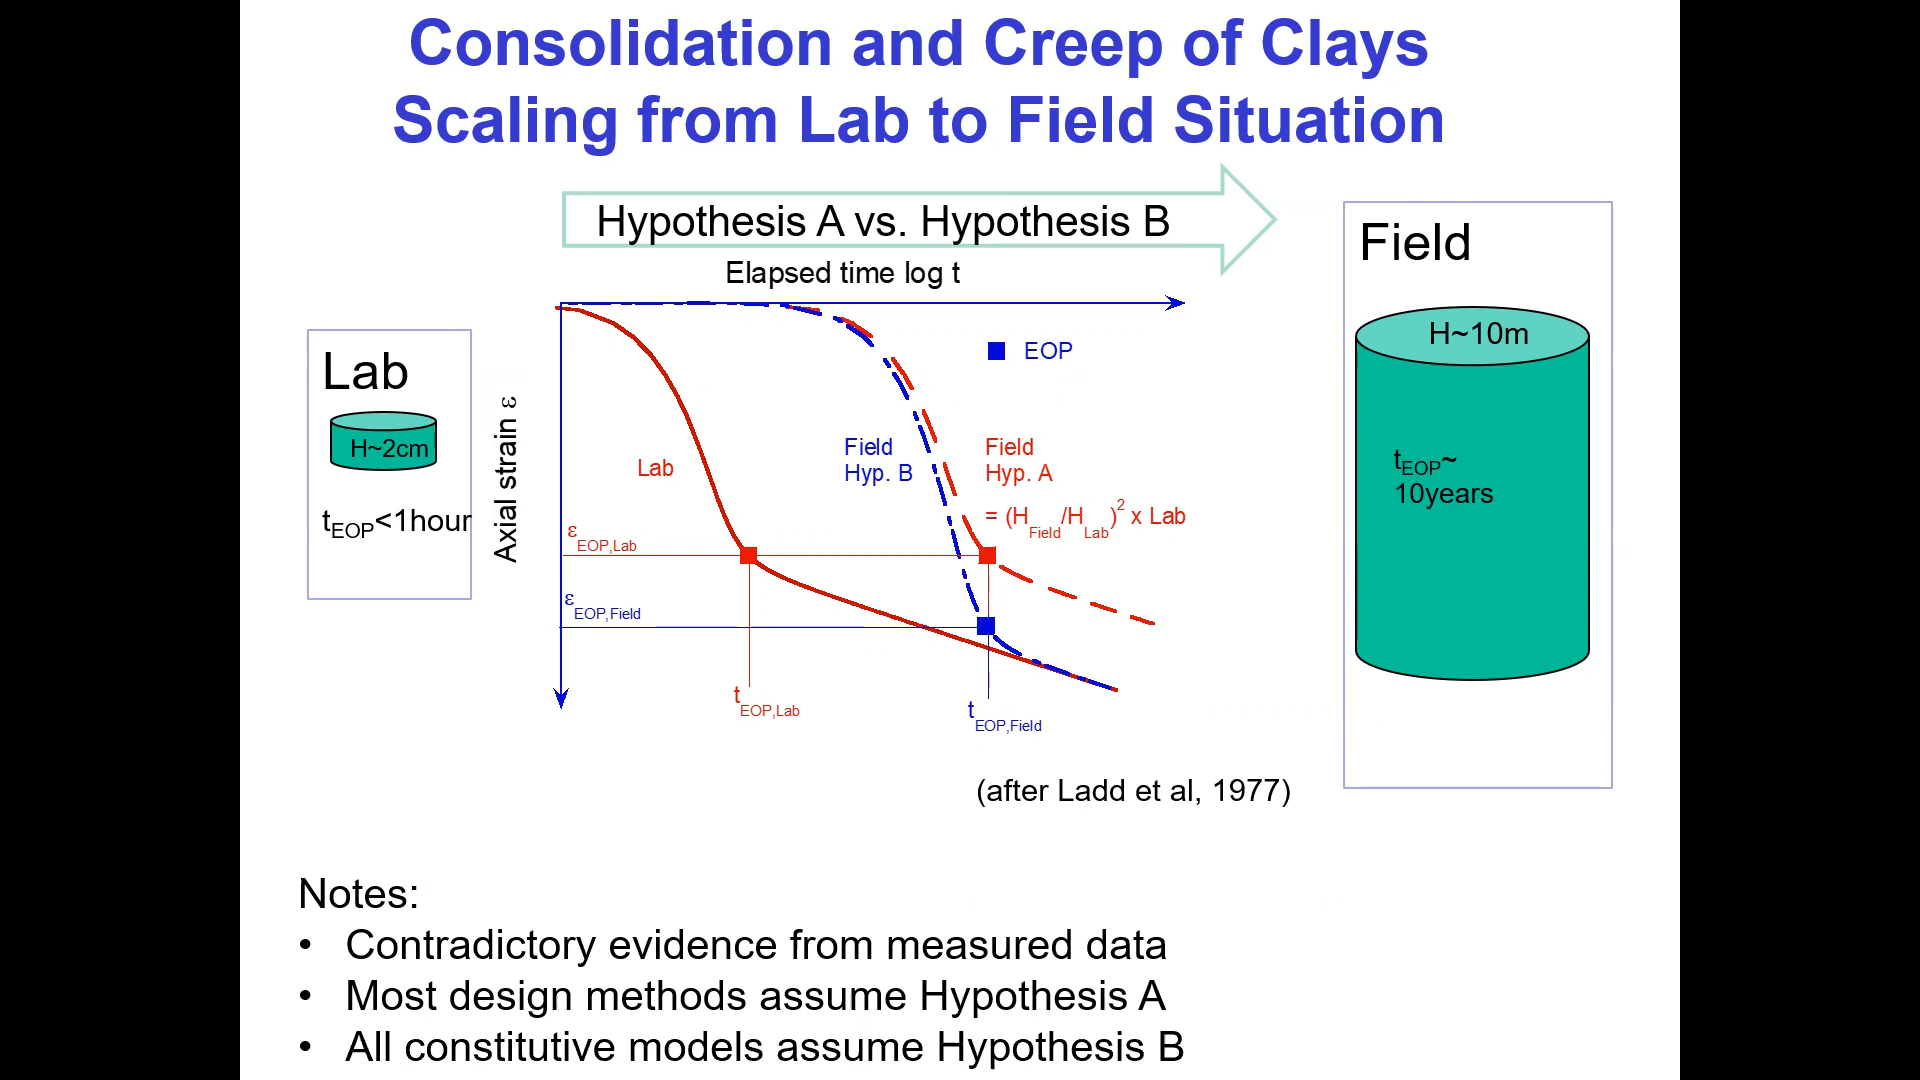 Consolidation and Creep of Clays
Scaling from Lab to Field Situation
Hypothesis A vs. Hypothesis B
Elapsed time log t
Axial strain ε
Lab
H~2cm
tEOP<1hour
Field
H~10m
tEOP~
10years
EOP
Lab
Field
Hyp. B
Field
Hyp. A
= (HField/HLab)2 x Lab
εEOP,Lab
εEOP,Field
tEOP,Lab
tEOP,Field
(after Ladd et al, 1977)
Notes:
• Contradictory evidence from measured data
• Most design methods assume Hypothesis A
• All constitutive models assume Hypothesis B